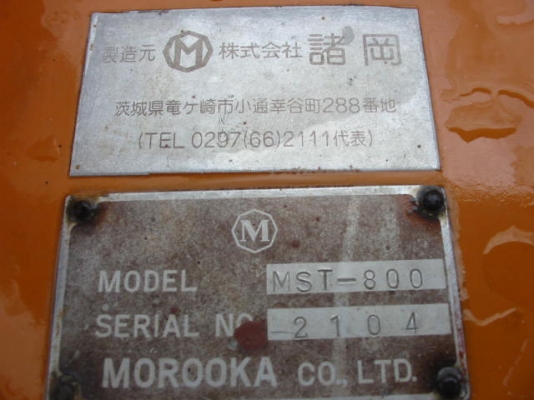 製造元 M 株式会社 諸岡
茨城県竜ケ崎市小通幸谷町288番地
(TEL 0297(66)2111代表)
M
MODEL MST-800
SERIAL NO. 2104
MOROOKA CO., LTD.